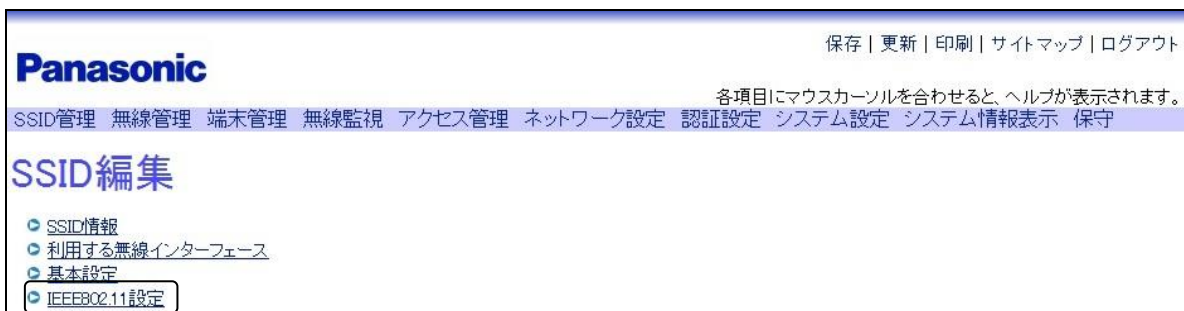 保存 | 更新 | 印刷 | サイトマップ | ログアウト
Panasonic
各項目にマウスカーソルを合わせると、ヘルプが表示されます。
SSID管理 無線管理 端末管理 無線監視 アクセス管理 ネットワーク設定 認証設定 システム設定 システム情報表示 保守
SSID編集
SSID情報
利用する無線インターフェース
基本設定
IEEE802.11設定